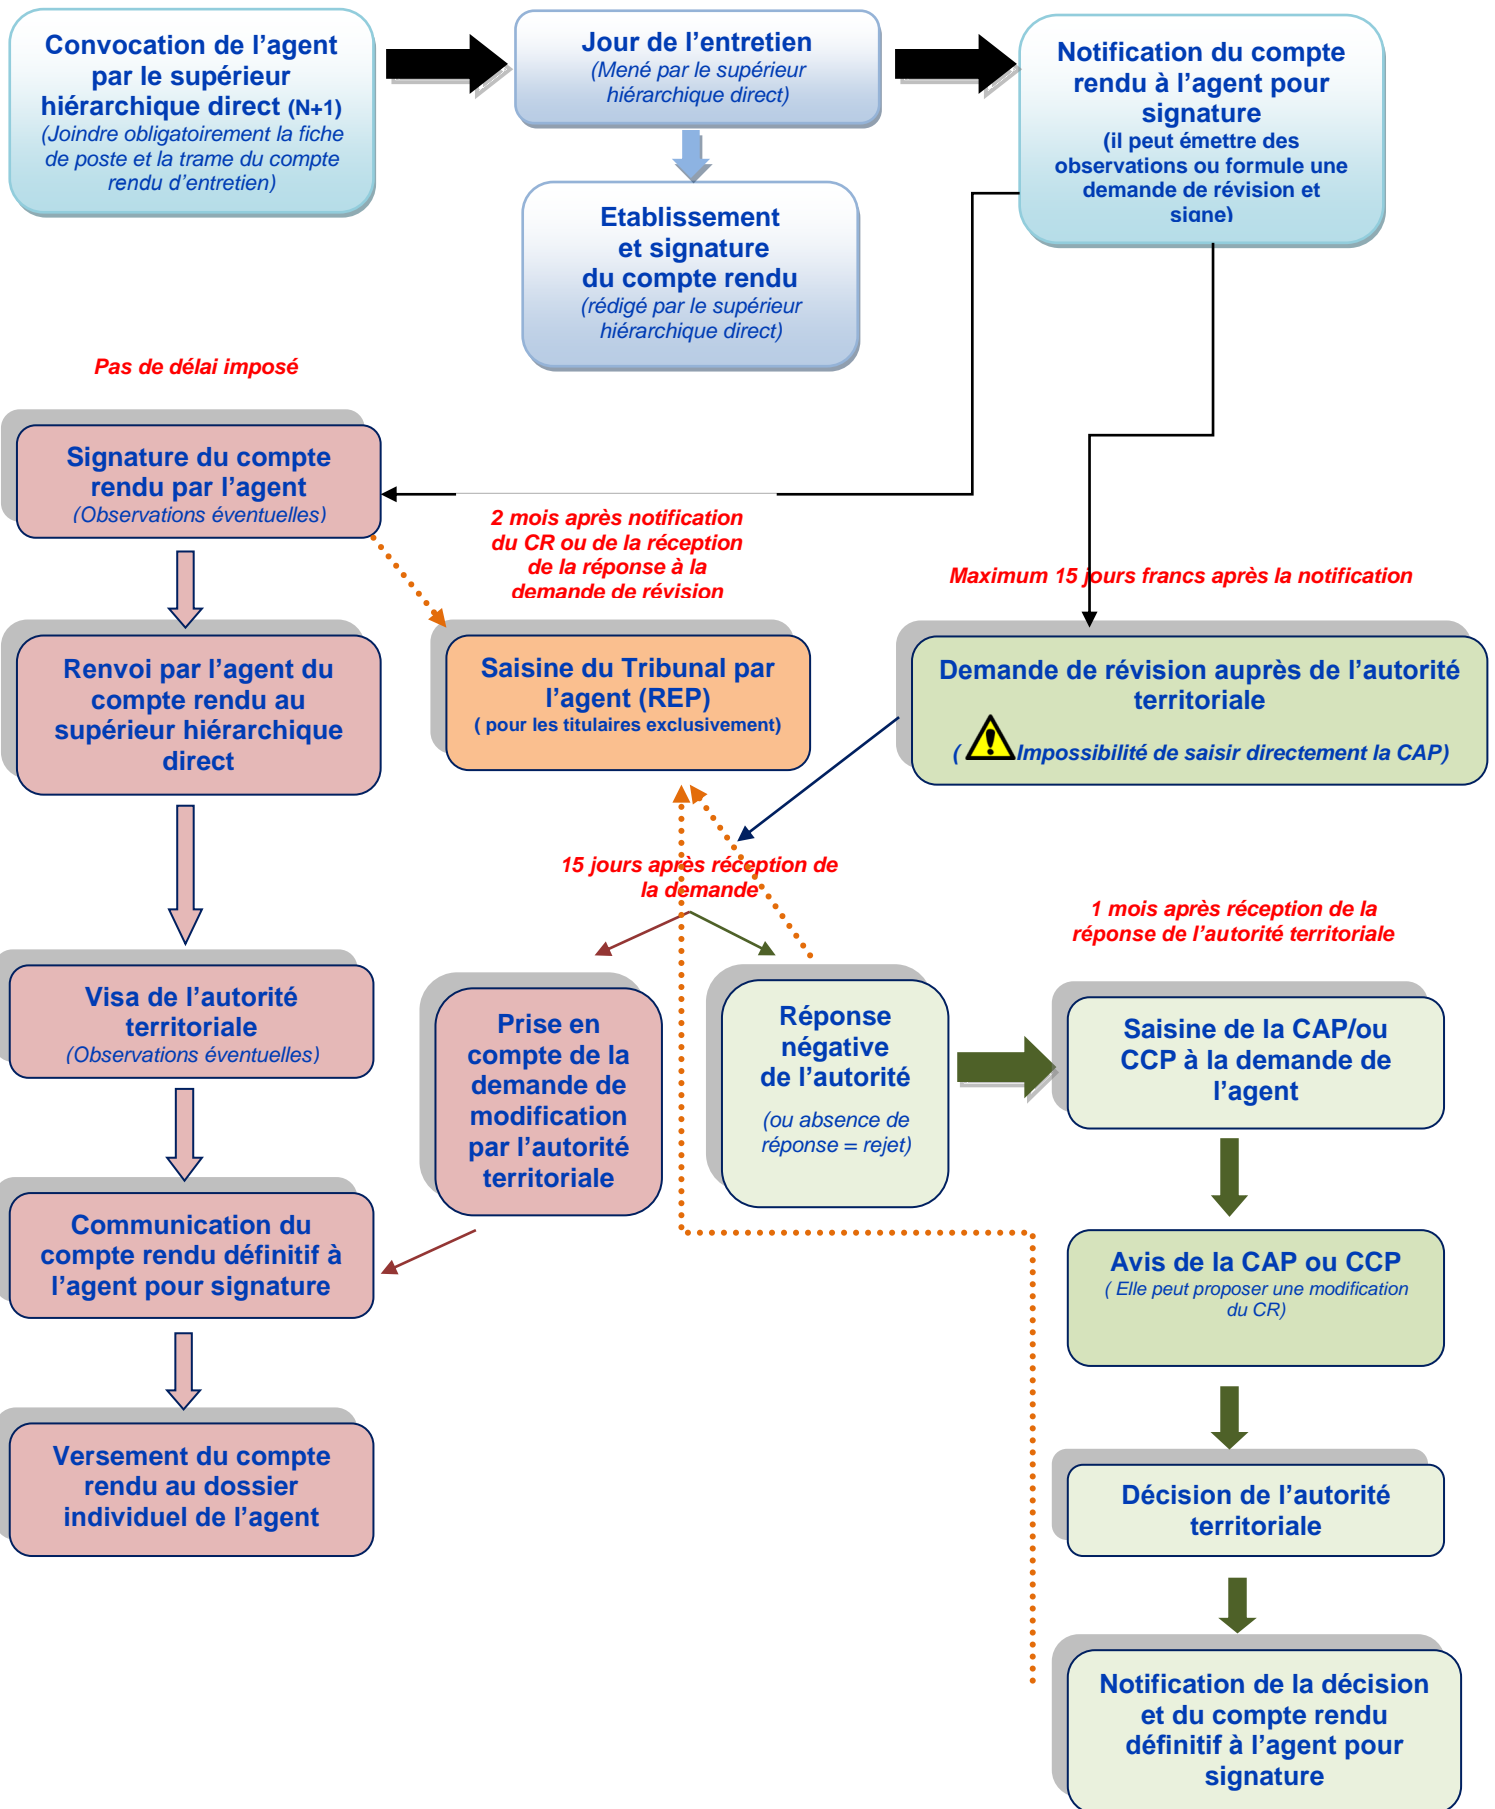 Convocation de l’agent
par le supérieur
hiérarchique direct (N+1)
(Joindre obligatoirement la fiche
de poste et la trame du compte
rendu d’entretien)
Jour de l’entretien
(Mené par le supérieur
hiérarchique direct)
Notification du compte
rendu à l’agent pour
signature
(il peut émettre des
observations ou formule une
demande de révision et
signe)
Etablissement
et signature
du compte rendu
(rédigé par le supérieur
hiérarchique direct)
Pas de délai imposé
Signature du compte
rendu par l’agent
(Observations éventuelles)
2 mois après notification
du CR ou de la réception
de la réponse à la
demande de révision
Maximum 15 jours francs après la notification
Renvoi par l’agent du
compte rendu au
supérieur hiérarchique
direct
Saisine du Tribunal par
l’agent (REP)
( pour les titulaires exclusivement)
Demande de révision auprès de l’autorité
territoriale
( Impossibilité de saisir directement la CAP)
15 jours après réception de
la demande
1 mois après réception de la
réponse de l’autorité territoriale
Visa de l’autorité
territoriale
(Observations éventuelles)
Prise en
compte de la
demande de
modification
par l’autorité
territoriale
Réponse
négative
de l’autorité
(ou absence de
réponse = rejet)
Saisine de la CAP/ou
CCP à la demande de
l’agent
Communication du
compte rendu définitif à
l’agent pour signature
Avis de la CAP ou CCP
( Elle peut proposer une modification
du CR)
Versement du compte
rendu au dossier
individuel de l’agent
Décision de l’autorité
territoriale
Notification de la décision
et du compte rendu
définitif à l’agent pour
signature